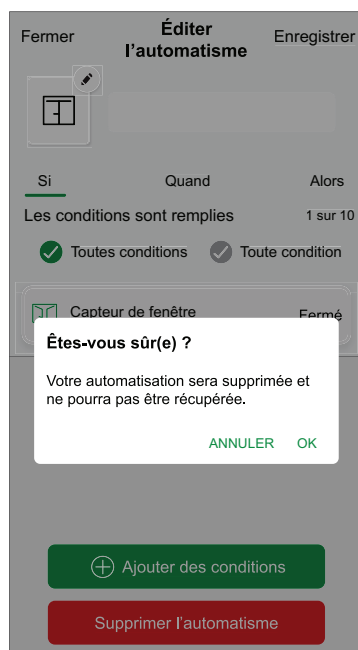 Fermer
Éditer
l'automatisme
Enregistrer
Si
Quand
Alors
Les conditions sont remplies
1 sur 10
Toutes conditions
Toute condition
Capteur de fenêtre
Fermé
Êtes-vous sûr(e) ?
Votre automatisation sera supprimée et
ne pourra pas être récupérée.
ANNULER
OK
Ajouter des conditions
Supprimer l'automatisme